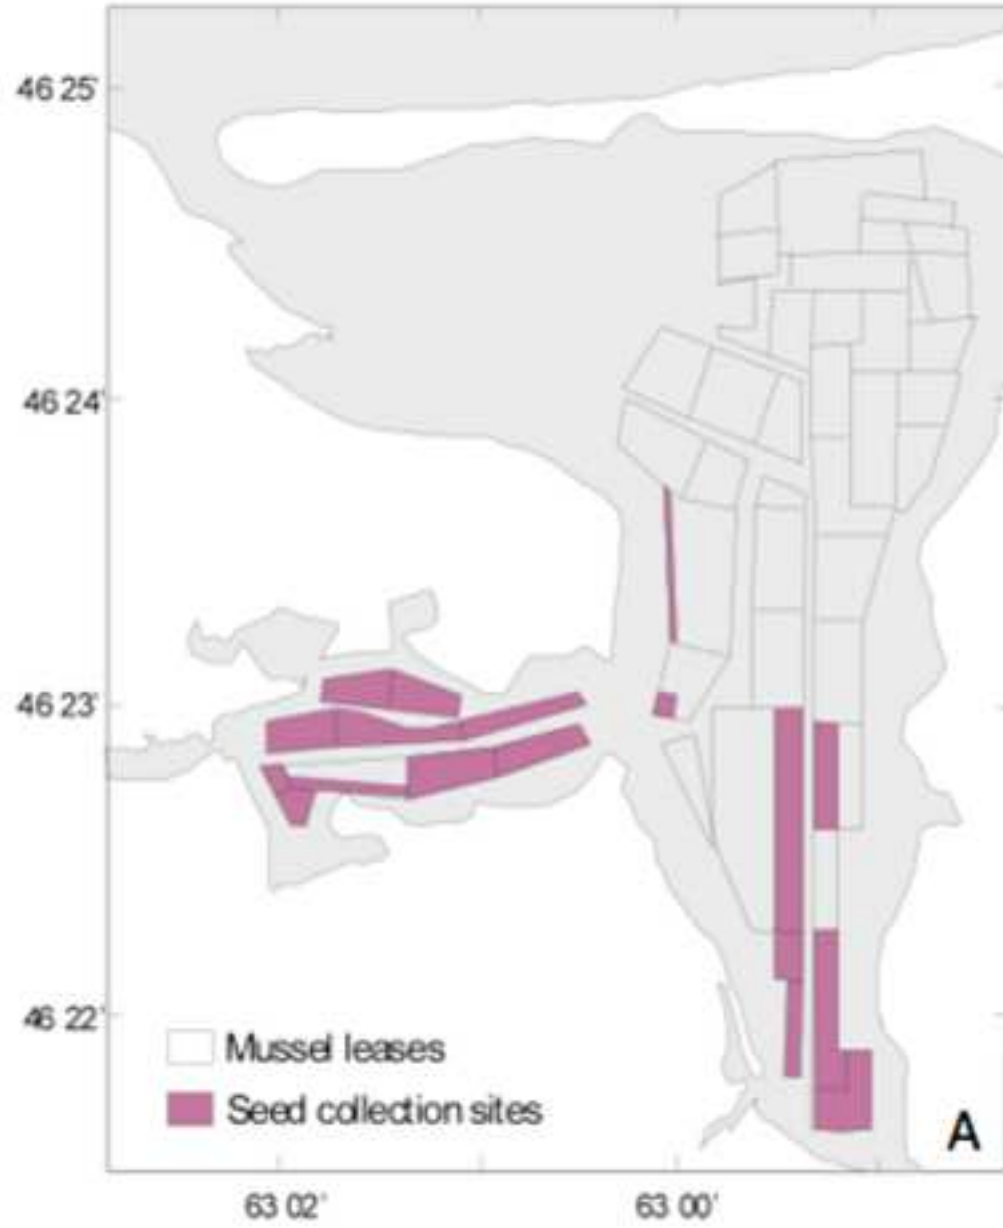 46 25'
46 24'
46 23'
46 22'
Mussel leases
Seed collection sites
A
63 02'
63 00'